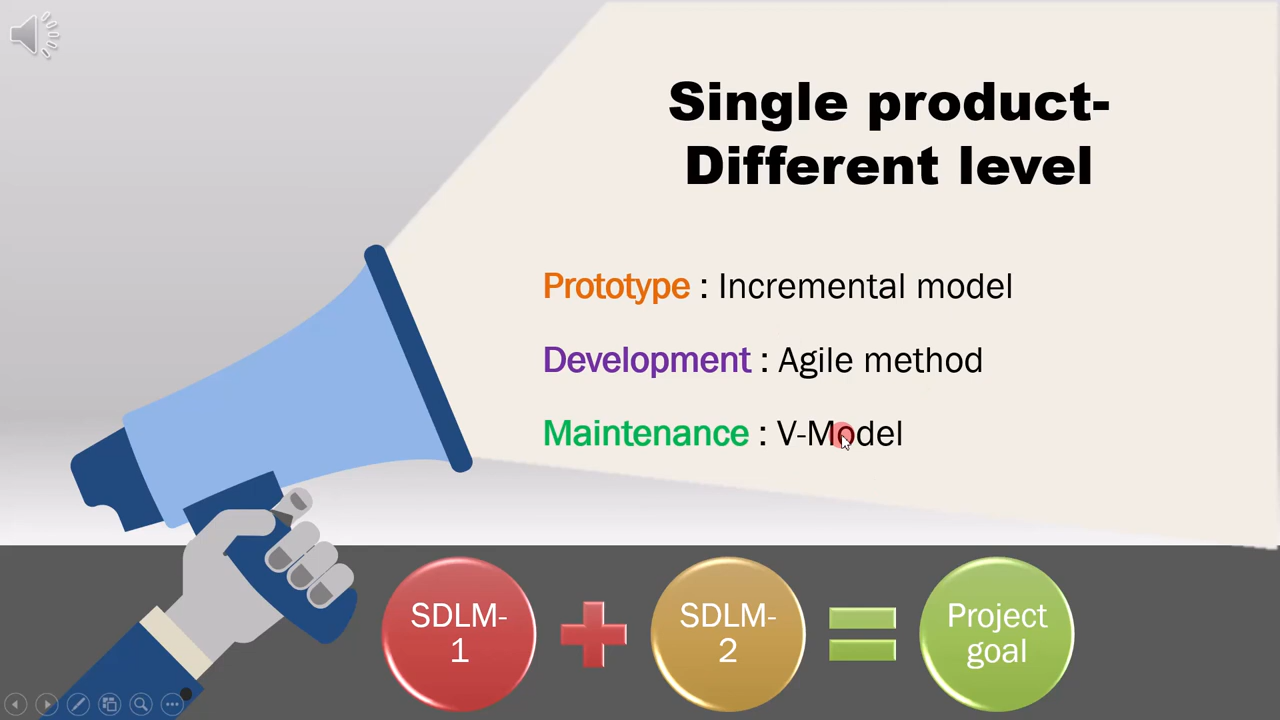 Single product-
Different level
Prototype : Incremental model
Development : Agile method
Maintenance : V-Model
SDLM-
1
SDLM-
2
Project
goal